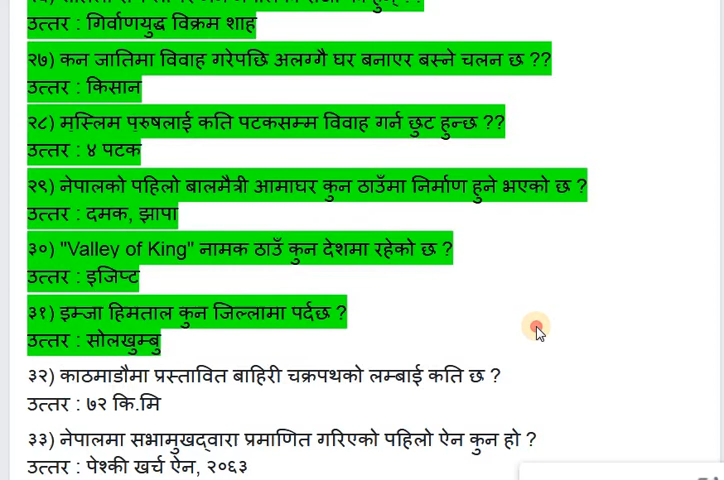 उत्तर : गिर्वाणयुद्ध विक्रम शाह
२७) कुन जातिमा विवाह गरेपछि अलग्गै घर बनाएर बस्ने चलन छ ??
उत्तर : किसान
२८) मुस्लिम पुरुषलाई कति पटकसम्म विवाह गर्न छुट हुन्छ ??
उत्तर : ४ पटक
२९) नेपालको पहिलो बालमैत्री आमाघर कुन ठाउँमा निर्माण हुने भएको छ ?
उत्तर : दमक, झापा
३०) "Valley of King" नामक ठाउँ कुन देशमा रहेको छ ?
उत्तर : इजिप्ट
३१) इम्जा हिमताल कुन जिल्लामा पर्दछ ?
उत्तर : सोलखुम्बु
३२) काठमाडौमा प्रस्तावित बाहिरी चक्रपथको लम्बाई कति छ ?
उत्तर : ७२ कि.मि
३३) नेपालमा सभामुखद्वारा प्रमाणित गरिएको पहिलो ऐन कुन हो ?
उत्तर : पेश्की खर्च ऐन, २०६३